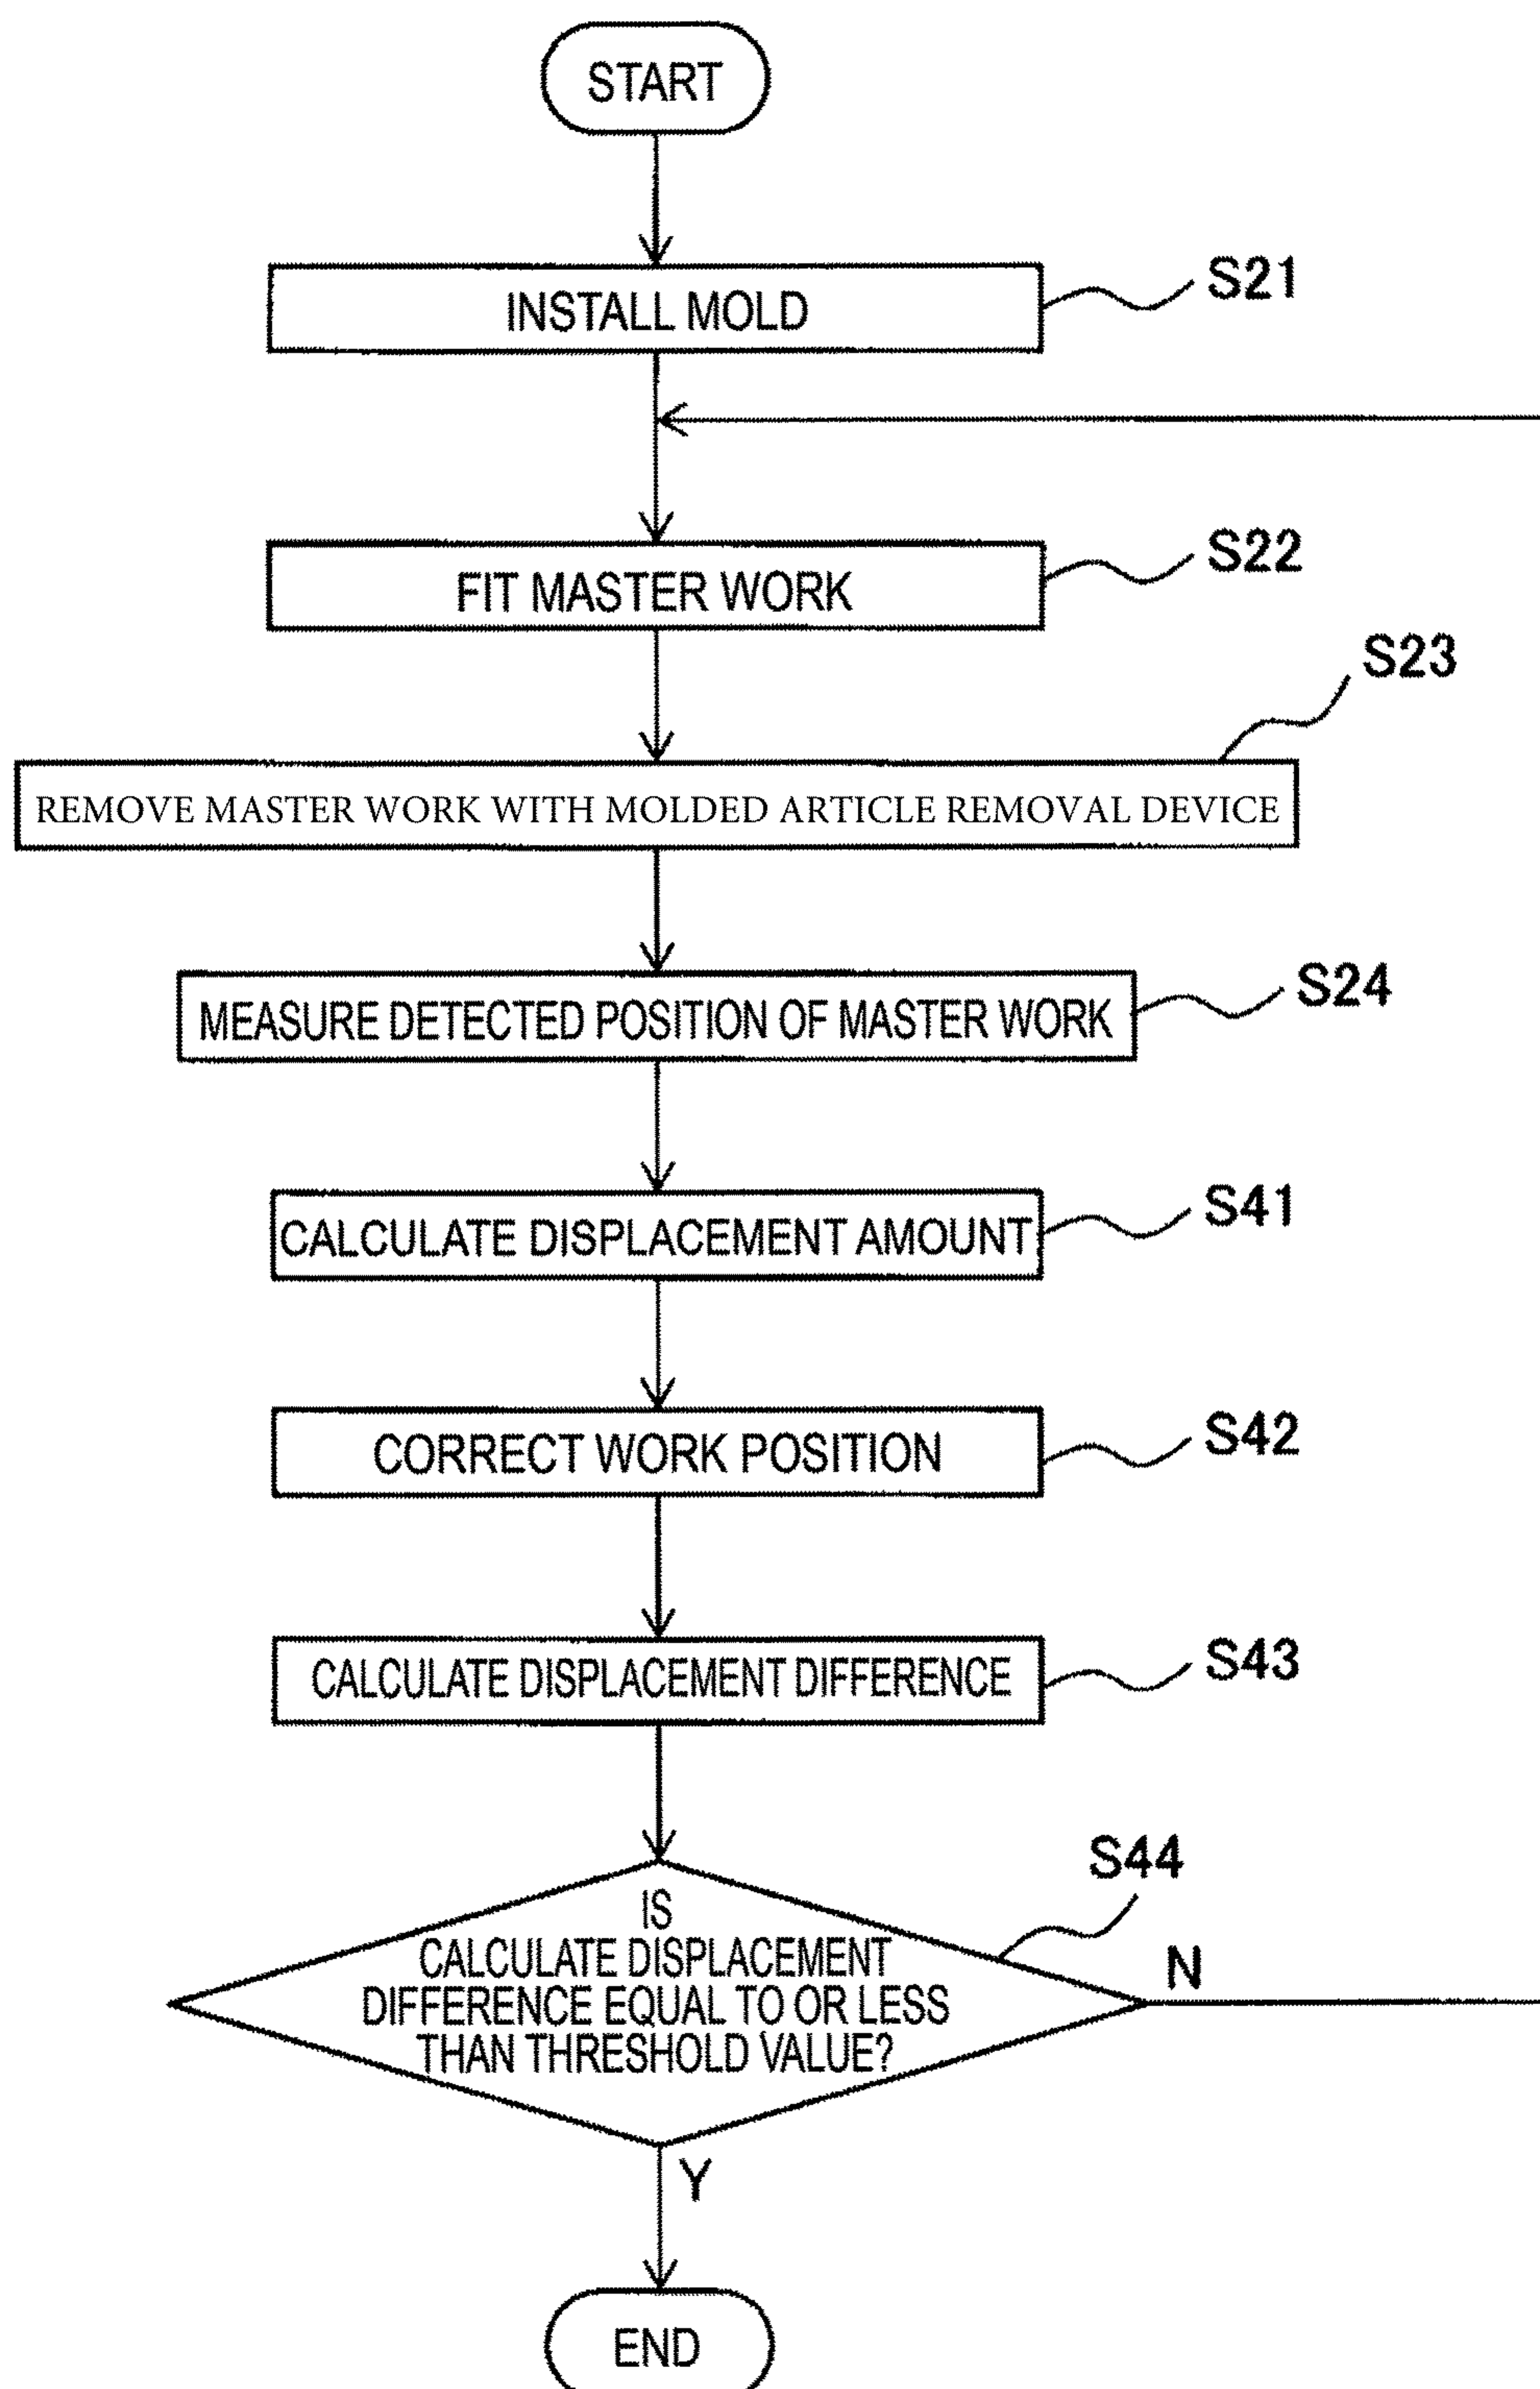 START
INSTALL MOLD
S21
FIT MASTER WORK
S22
S23
REMOVE MASTER WORK WITH MOLDED ARTICLE REMOVAL DEVICE
MEASURE DETECTED POSITION OF MASTER WORK
S24
CALCULATE DISPLACEMENT AMOUNT
S41
CORRECT WORK POSITION
S42
CALCULATE DISPLACEMENT DIFFERENCE
S43
S44
IS
CALCULATE DISPLACEMENT
DIFFERENCE EQUAL TO OR LESS
THAN THRESHOLD VALUE?
N
Y
END